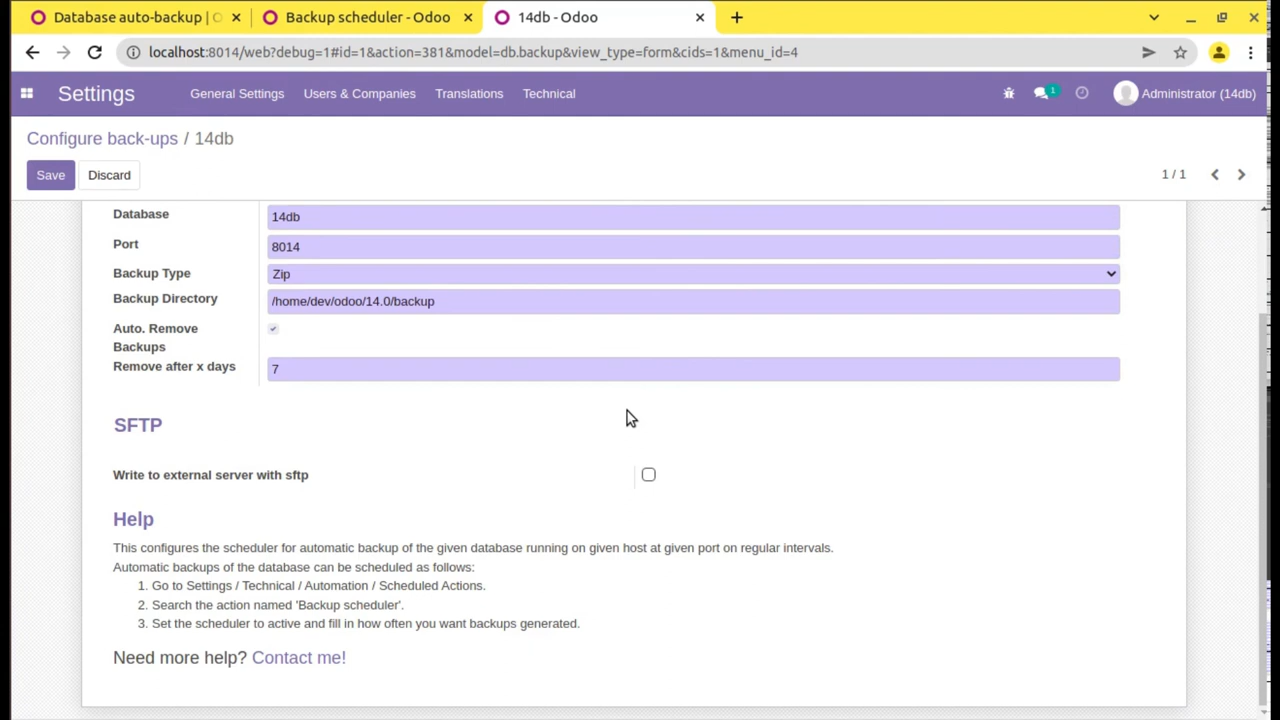 Database auto-backup | O
Backup scheduler - Odoo
14db - Odoo
localhost:8014/web?debug=1#id=1&action=381&model=db.backup&view_type=form&cids=1&menu_id=4
Settings
General Settings
Users & Companies
Translations
Technical
1
Administrator (14db)
Configure back-ups / 14db
Save
Discard
1 / 1
Database
14db
Port
8014
Backup Type
Zip
Backup Directory
/home/dev/odoo/14.0/backup
Auto. Remove
Backups
Remove after x days
7
SFTP
Write to external server with sftp
Help
This configures the scheduler for automatic backup of the given database running on given host at given port on regular intervals.
Automatic backups of the database can be scheduled as follows:
1. Go to Settings / Technical / Automation / Scheduled Actions.
2. Search the action named 'Backup scheduler'.
3. Set the scheduler to active and fill in how often you want backups generated.
Need more help? Contact me!